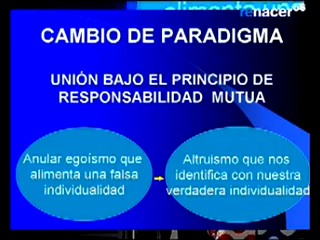 renacer
CAMBIO DE PARADIGMA
UNIÓN BAJO EL PRINCIPIO DE
RESPONSABILIDAD MUTUA
Anular egoísmo que
alimenta una falsa
individualidad
Altruismo que nos
identifica con nuestra
verdadera individualidad